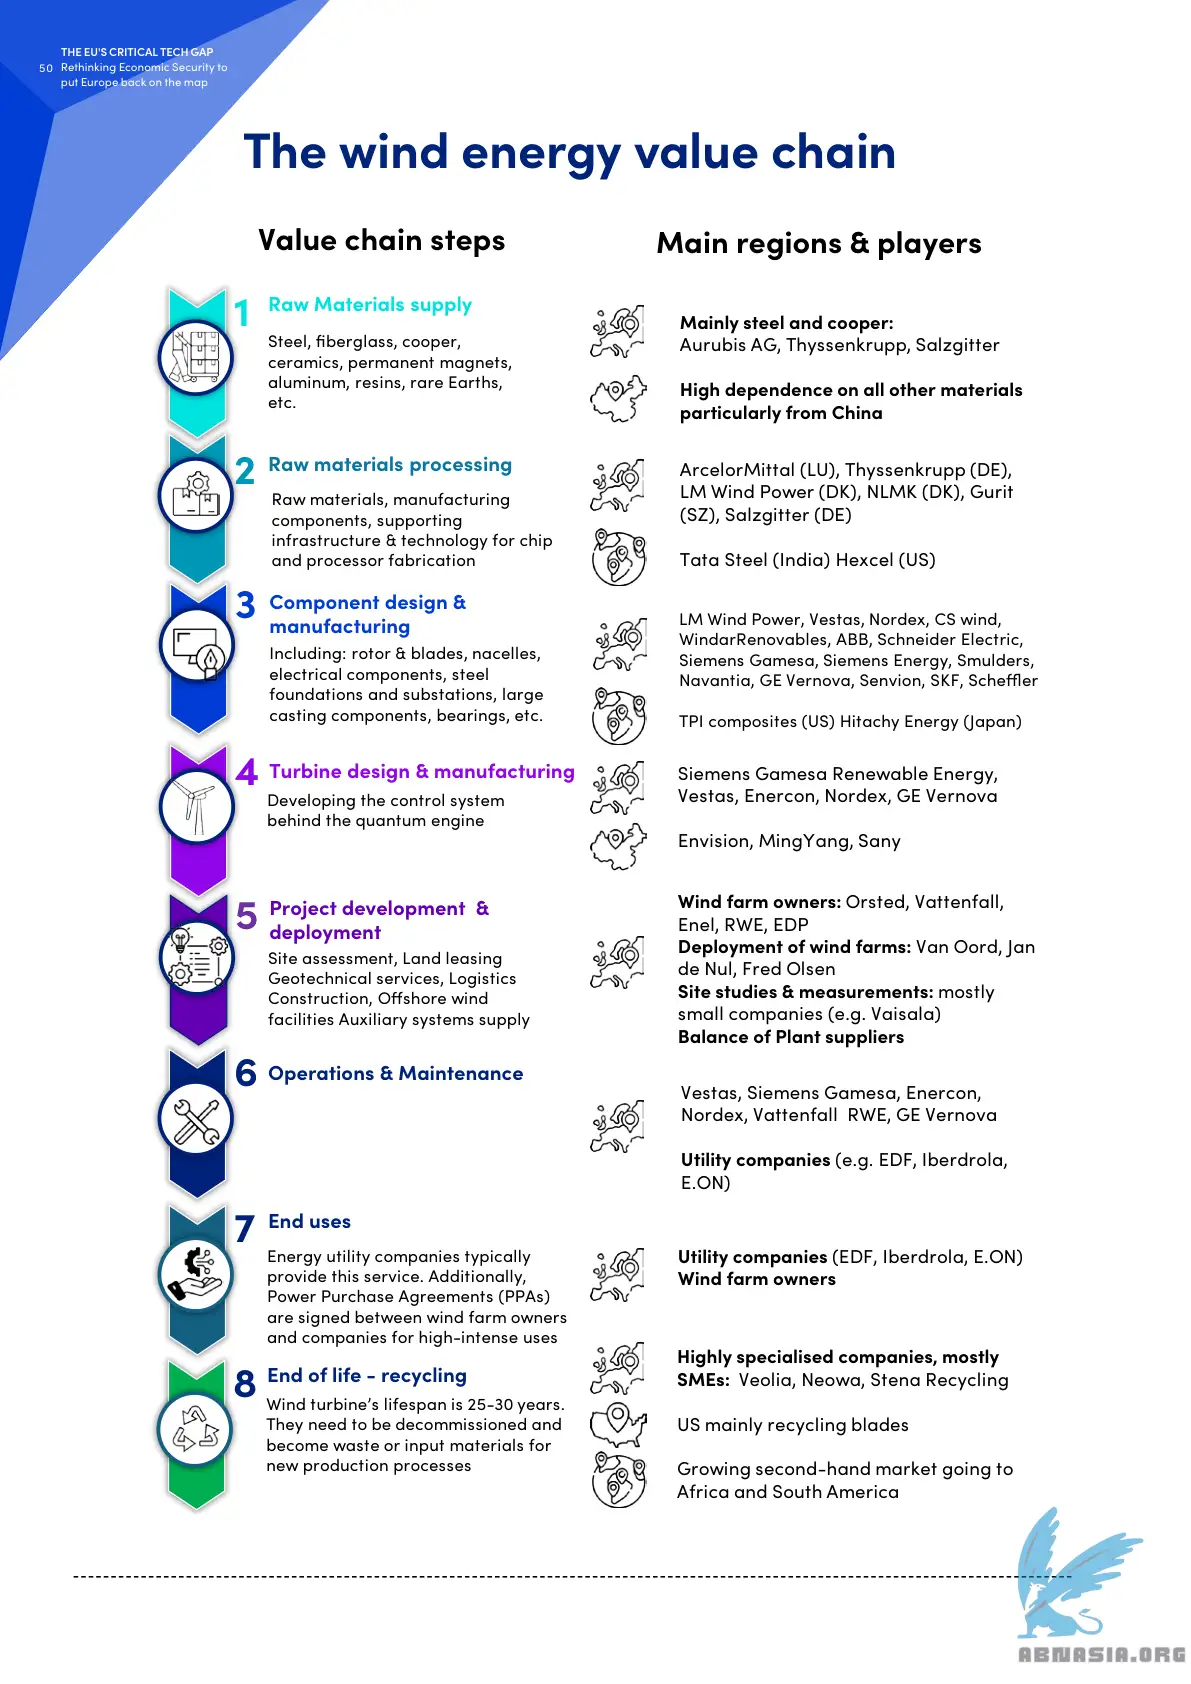 THE EU'S CRITICAL TECH GAP
50 Rethinking Economic Security to
put Europe back on the map
The wind energy value chain
Value chain steps
Main regions & players
1 Raw Materials supply
Steel, fiberglass, cooper,
ceramics, permanent magnets,
aluminum, resins, rare Earths,
etc.
Mainly steel and cooper:
Aurubis AG, Thyssenkrupp, Salzgitter
High dependence on all other materials
particularly from China
2 Raw materials processing
Raw materials, manufacturing
components, supporting
infrastructure & technology for chip
and processor fabrication
ArcelorMittal (LU), Thyssenkrupp (DE),
LM Wind Power (DK), NLMK (DK), Gurit
(SZ), Salzgitter (DE)
Tata Steel (India) Hexcel (US)
3 Component design &
manufacturing
Including: rotor & blades, nacelles,
electrical components, steel
foundations and substations, large
casting components, bearings, etc.
LM Wind Power, Vestas, Nordex, CS wind,
WindarRenovables, ABB, Schneider Electric,
Siemens Gamesa, Siemens Energy, Smulders,
Navantia, GE Vernova, Senvion, SKF, Scheffler
TPI composites (US) Hitachy Energy (Japan)
4 Turbine design & manufacturing
Developing the control system
behind the quantum engine
Siemens Gamesa Renewable Energy,
Vestas, Enercon, Nordex, GE Vernova
Envision, MingYang, Sany
5 Project development &
deployment
Site assessment, Land leasing
Geotechnical services, Logistics
Construction, Offshore wind
facilities Auxiliary systems supply
Wind farm owners: Orsted, Vattenfall,
Enel, RWE, EDP
Deployment of wind farms: Van Oord, Jan
de Nul, Fred Olsen
Site studies & measurements: mostly
small companies (e.g. Vaisala)
Balance of Plant suppliers
6 Operations & Maintenance
Vestas, Siemens Gamesa, Enercon,
Nordex, Vattenfall RWE, GE Vernova
Utility companies (e.g. EDF, Iberdrola,
E.ON)
7 End uses
Energy utility companies typically
provide this service. Additionally,
Power Purchase Agreements (PPAs)
are signed between wind farm owners
and companies for high-intense uses
Utility companies (EDF, Iberdrola, E.ON)
Wind farm owners
8 End of life - recycling
Wind turbine's lifespan is 25-30 years.
They need to be decommissioned and
become waste or input materials for
new production processes
Highly specialised companies, mostly
SMEs: Veolia, Neowa, Stena Recycling
US mainly recycling blades
Growing second-hand market going to
Africa and South America
ABNASIA.ORG